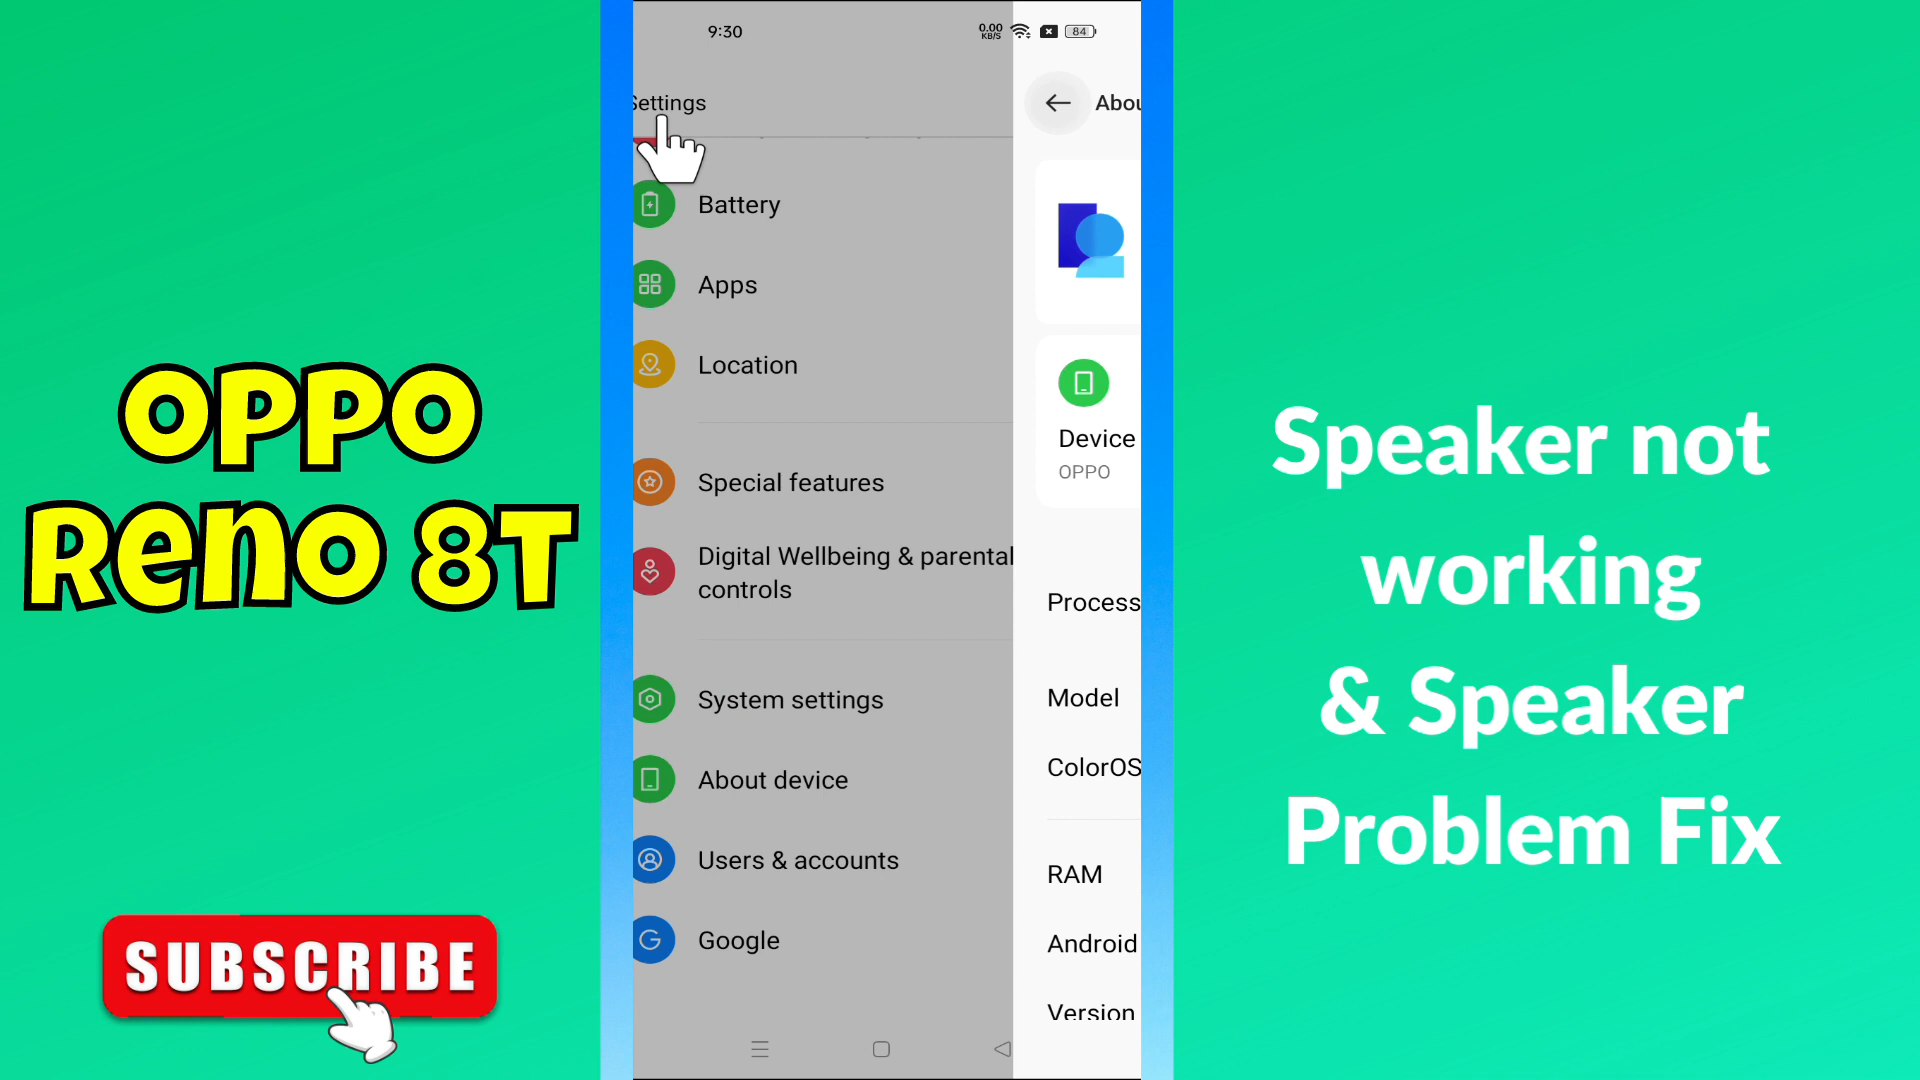 OPPO
Reno 8T
SUBSCRIBE
9:30
0.00
KB/S
84
Settings
Battery
Apps
Location
Special features
Digital Wellbeing & parental
controls
System settings
About device
Users & accounts
Google
Abou
Device
OPPO
Process
Model
ColorOS
RAM
Android
Version
Speaker not
working
& Speaker
Problem Fix